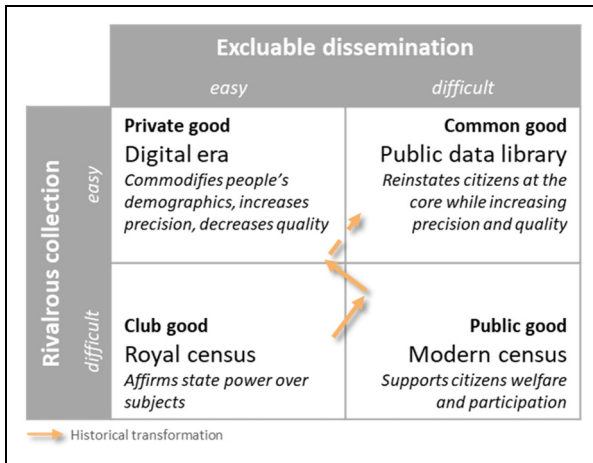 Excluable dissemination
easy
difficult
Rivalrous collection
easy
difficult
Private good
Digital era
Commodifies people's
demographics, increases
precision, decreases quality
Common good
Public data library
Reinstates citizens at the
core while increasing
precision and quality
Club good
Royal census
Affirms state power over
subjects
Public good
Modern census
Supports citizens welfare
and participation
Historical transformation